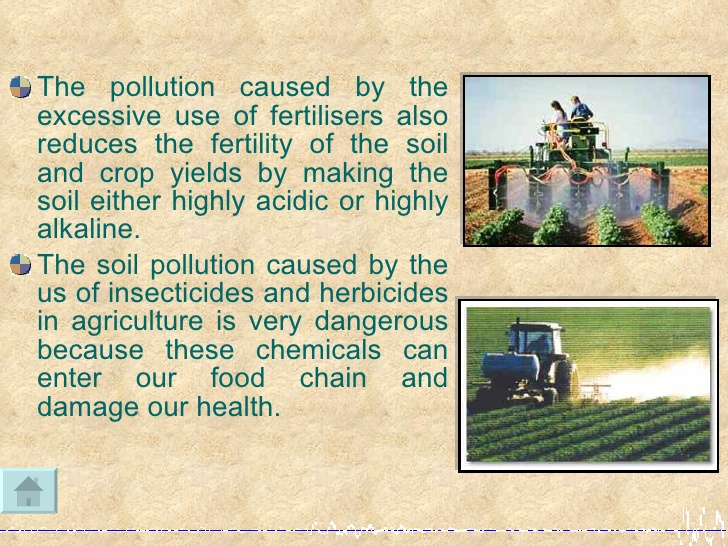 The pollution caused by the
excessive use of fertilisers also
reduces the fertility of the soil
and crop yields by making the
soil either highly acidic or highly
alkaline.
The soil pollution caused by the
us of insecticides and herbicides
in agriculture is very dangerous
because these chemicals can
enter our food chain and
damage our health.